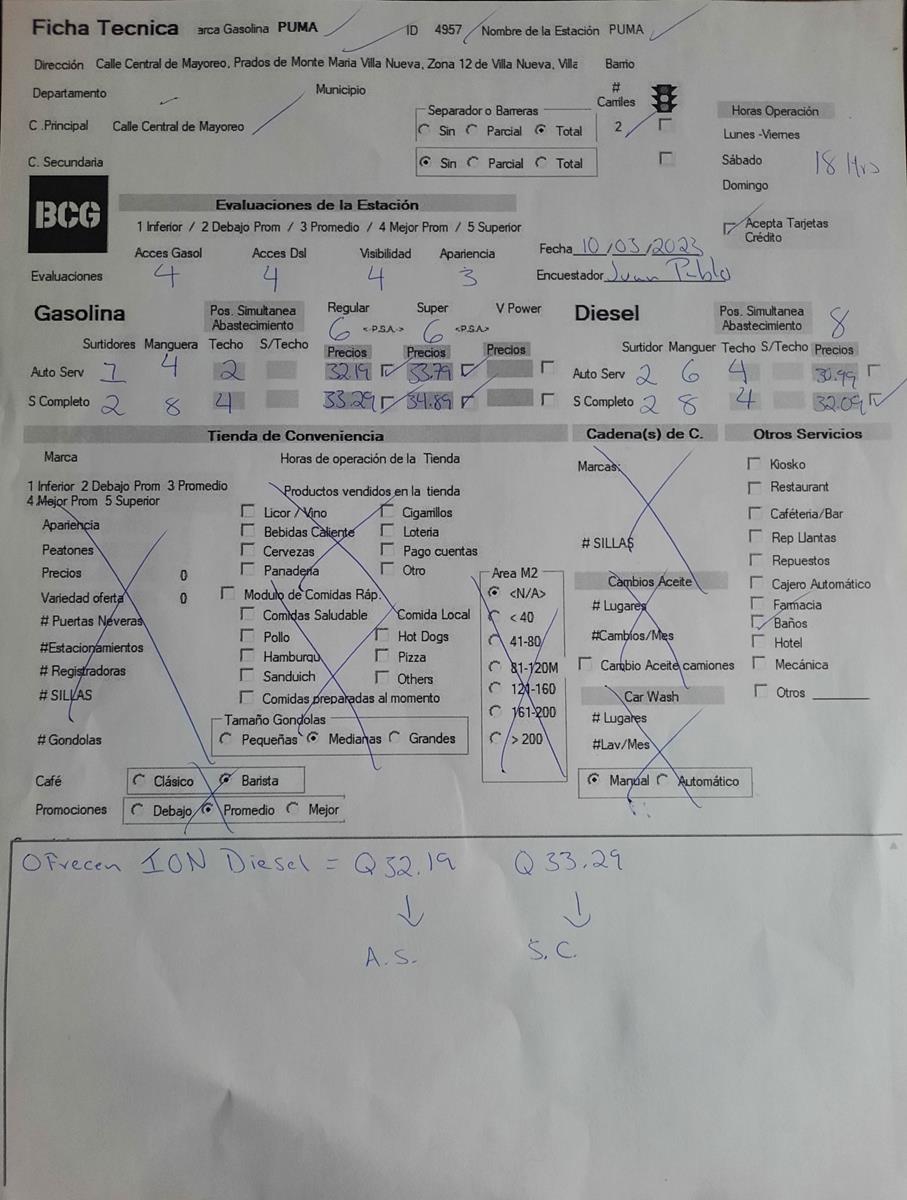 Ficha Tecnica arca Gasolina PUMA ID 4957 Nombre de la Estación PUMA
Dirección Calle Central de Mayoreo, Prados de Monte Maria Villa Nueva, Zona 12 de Villa Nueva, Villa Barrio
Departamento Municipio # Carriles
C .Principal Calle Central de Mayoreo Separador o Barreras Sin Parcial Total 2 Horas Operación
Lunes -Viernes
C. Secundaria Sin Parcial Total Sábado 18 Hrs
Domingo
BCG Evaluaciones de la Estación
1 Inferior / 2 Debajo Prom / 3 Promedio / 4 Mejor Prom / 5 Superior Acepta Tarjetas Crédito
Acces Gasol Acces Dsl Visibilidad Apariencia Fecha 10/03/2023
Evaluaciones 4 4 4 3 Encuestador Juan Pablo
Gasolina Pos. Simultanea Abastecimiento Regular Super V Power Diesel Pos. Simultanea Abastecimiento 8
6 <-P.S.A.-> 6 <-P.S.A.>
Surtidores Manguera Techo S/Techo Precios Precios Precios Surtidor Manguer Techo S/Techo Precios
Auto Serv 1 4 2 32.19 33.79 Auto Serv 2 6 4 30.99
S Completo 2 8 4 33.29 34.89 S Completo 2 8 4 32.09
Tienda de Conveniencia Cadena(s) de C. Otros Servicios
Marca Horas de operación de la Tienda Marcas: Kiosko
1 Inferior 2 Debajo Prom 3 Promedio Productos vendidos en la tienda Restaurant
4 Mejor Prom 5 Superior
Apariencia Licor / Vino Cigarrillos Caféteria/Bar
Bebidas Caliente Loteria Rep Llantas
Peatones Cervezas Pago cuentas # SILLAS Repuestos
Precios 0 Panaderia Otro Area M2 Cambios Aceite Cajero Automático
Variedad oferta 0 Modulo de Comidas Ráp. <N/A> # Lugares Farmacia
# Puertas Neveras Comidas Saludable Comida Local < 40 Baños
#Estacionamientos Pollo Hot Dogs 41-80 #Cambios/Mes Hotel
# Registradoras Hamburqu Pizza 81-120M Cambio Aceite camiones Mecánica
# SILLAS Sanduich Others 121-160 Car Wash Otros
Comidas preparadas al momento 161-200 # Lugares
# Gondolas Tamaño Gondolas Pequeñas Medianas Grandes > 200 #Lav/Mes
Café Clásico Barista Manual Automático
Promociones Debajo Promedio Mejor
Ofrecen ION Diesel = Q32.19 Q33.29
A.S. S.C.